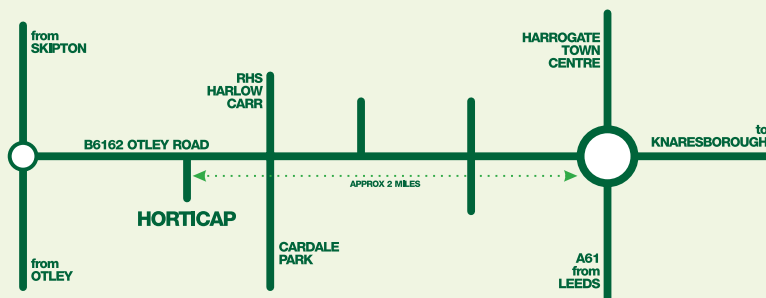 from
SKIPTON
HARROGATE
TOWN
CENTRE
RHS
HARLOW
CARR
B6162 OTLEY ROAD
to
KNARESBOROUGH
APPROX 2 MILES
HORTICAP
CARDALE
PARK
from
OTLEY
A61
from
LEEDS